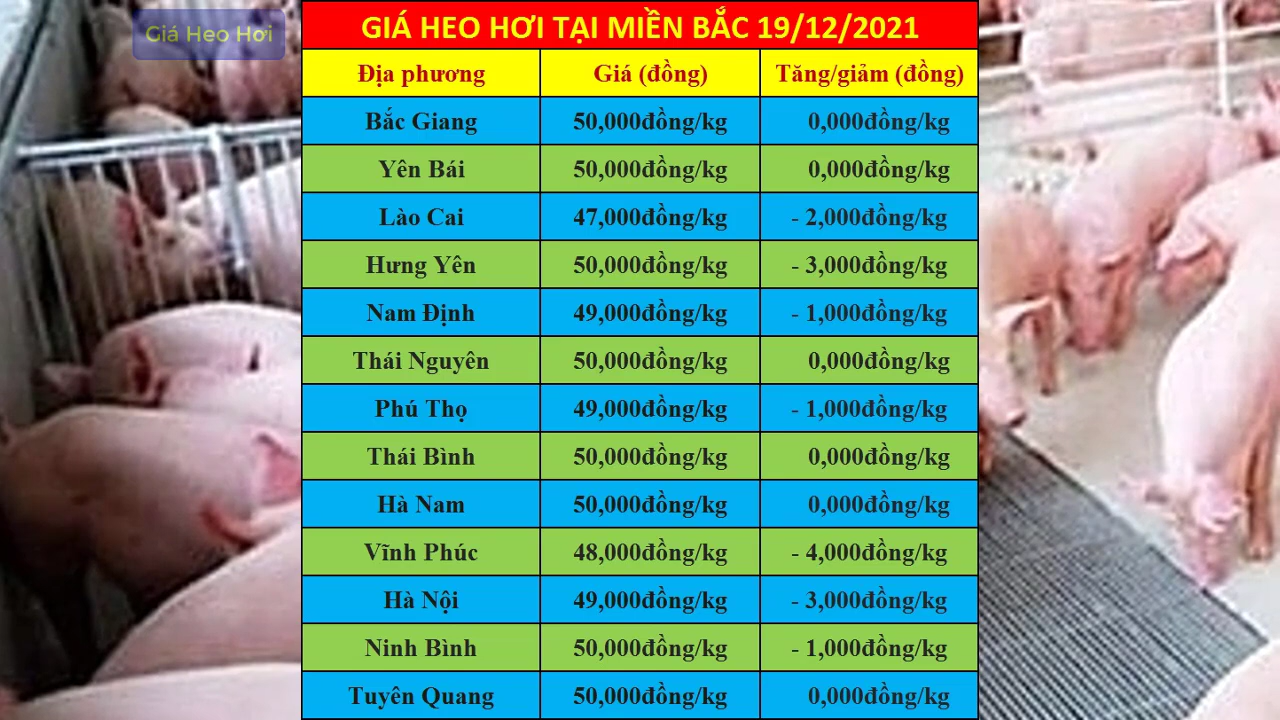 Giá Heo Hơi
GIÁ HEO HƠI TẠI MIỀN BẮC 19/12/2021
Địa phương Giá (đồng) Tăng/giảm (đồng)
Bắc Giang 50,000đồng/kg 0,000đồng/kg
Yên Bái 50,000đồng/kg 0,000đồng/kg
Lào Cai 47,000đồng/kg - 2,000đồng/kg
Hưng Yên 50,000đồng/kg - 3,000đồng/kg
Nam Định 49,000đồng/kg - 1,000đồng/kg
Thái Nguyên 50,000đồng/kg 0,000đồng/kg
Phú Thọ 49,000đồng/kg - 1,000đồng/kg
Thái Bình 50,000đồng/kg 0,000đồng/kg
Hà Nam 50,000đồng/kg 0,000đồng/kg
Vĩnh Phúc 48,000đồng/kg - 4,000đồng/kg
Hà Nội 49,000đồng/kg - 3,000đồng/kg
Ninh Bình 50,000đồng/kg - 1,000đồng/kg
Tuyên Quang 50,000đồng/kg 0,000đồng/kg